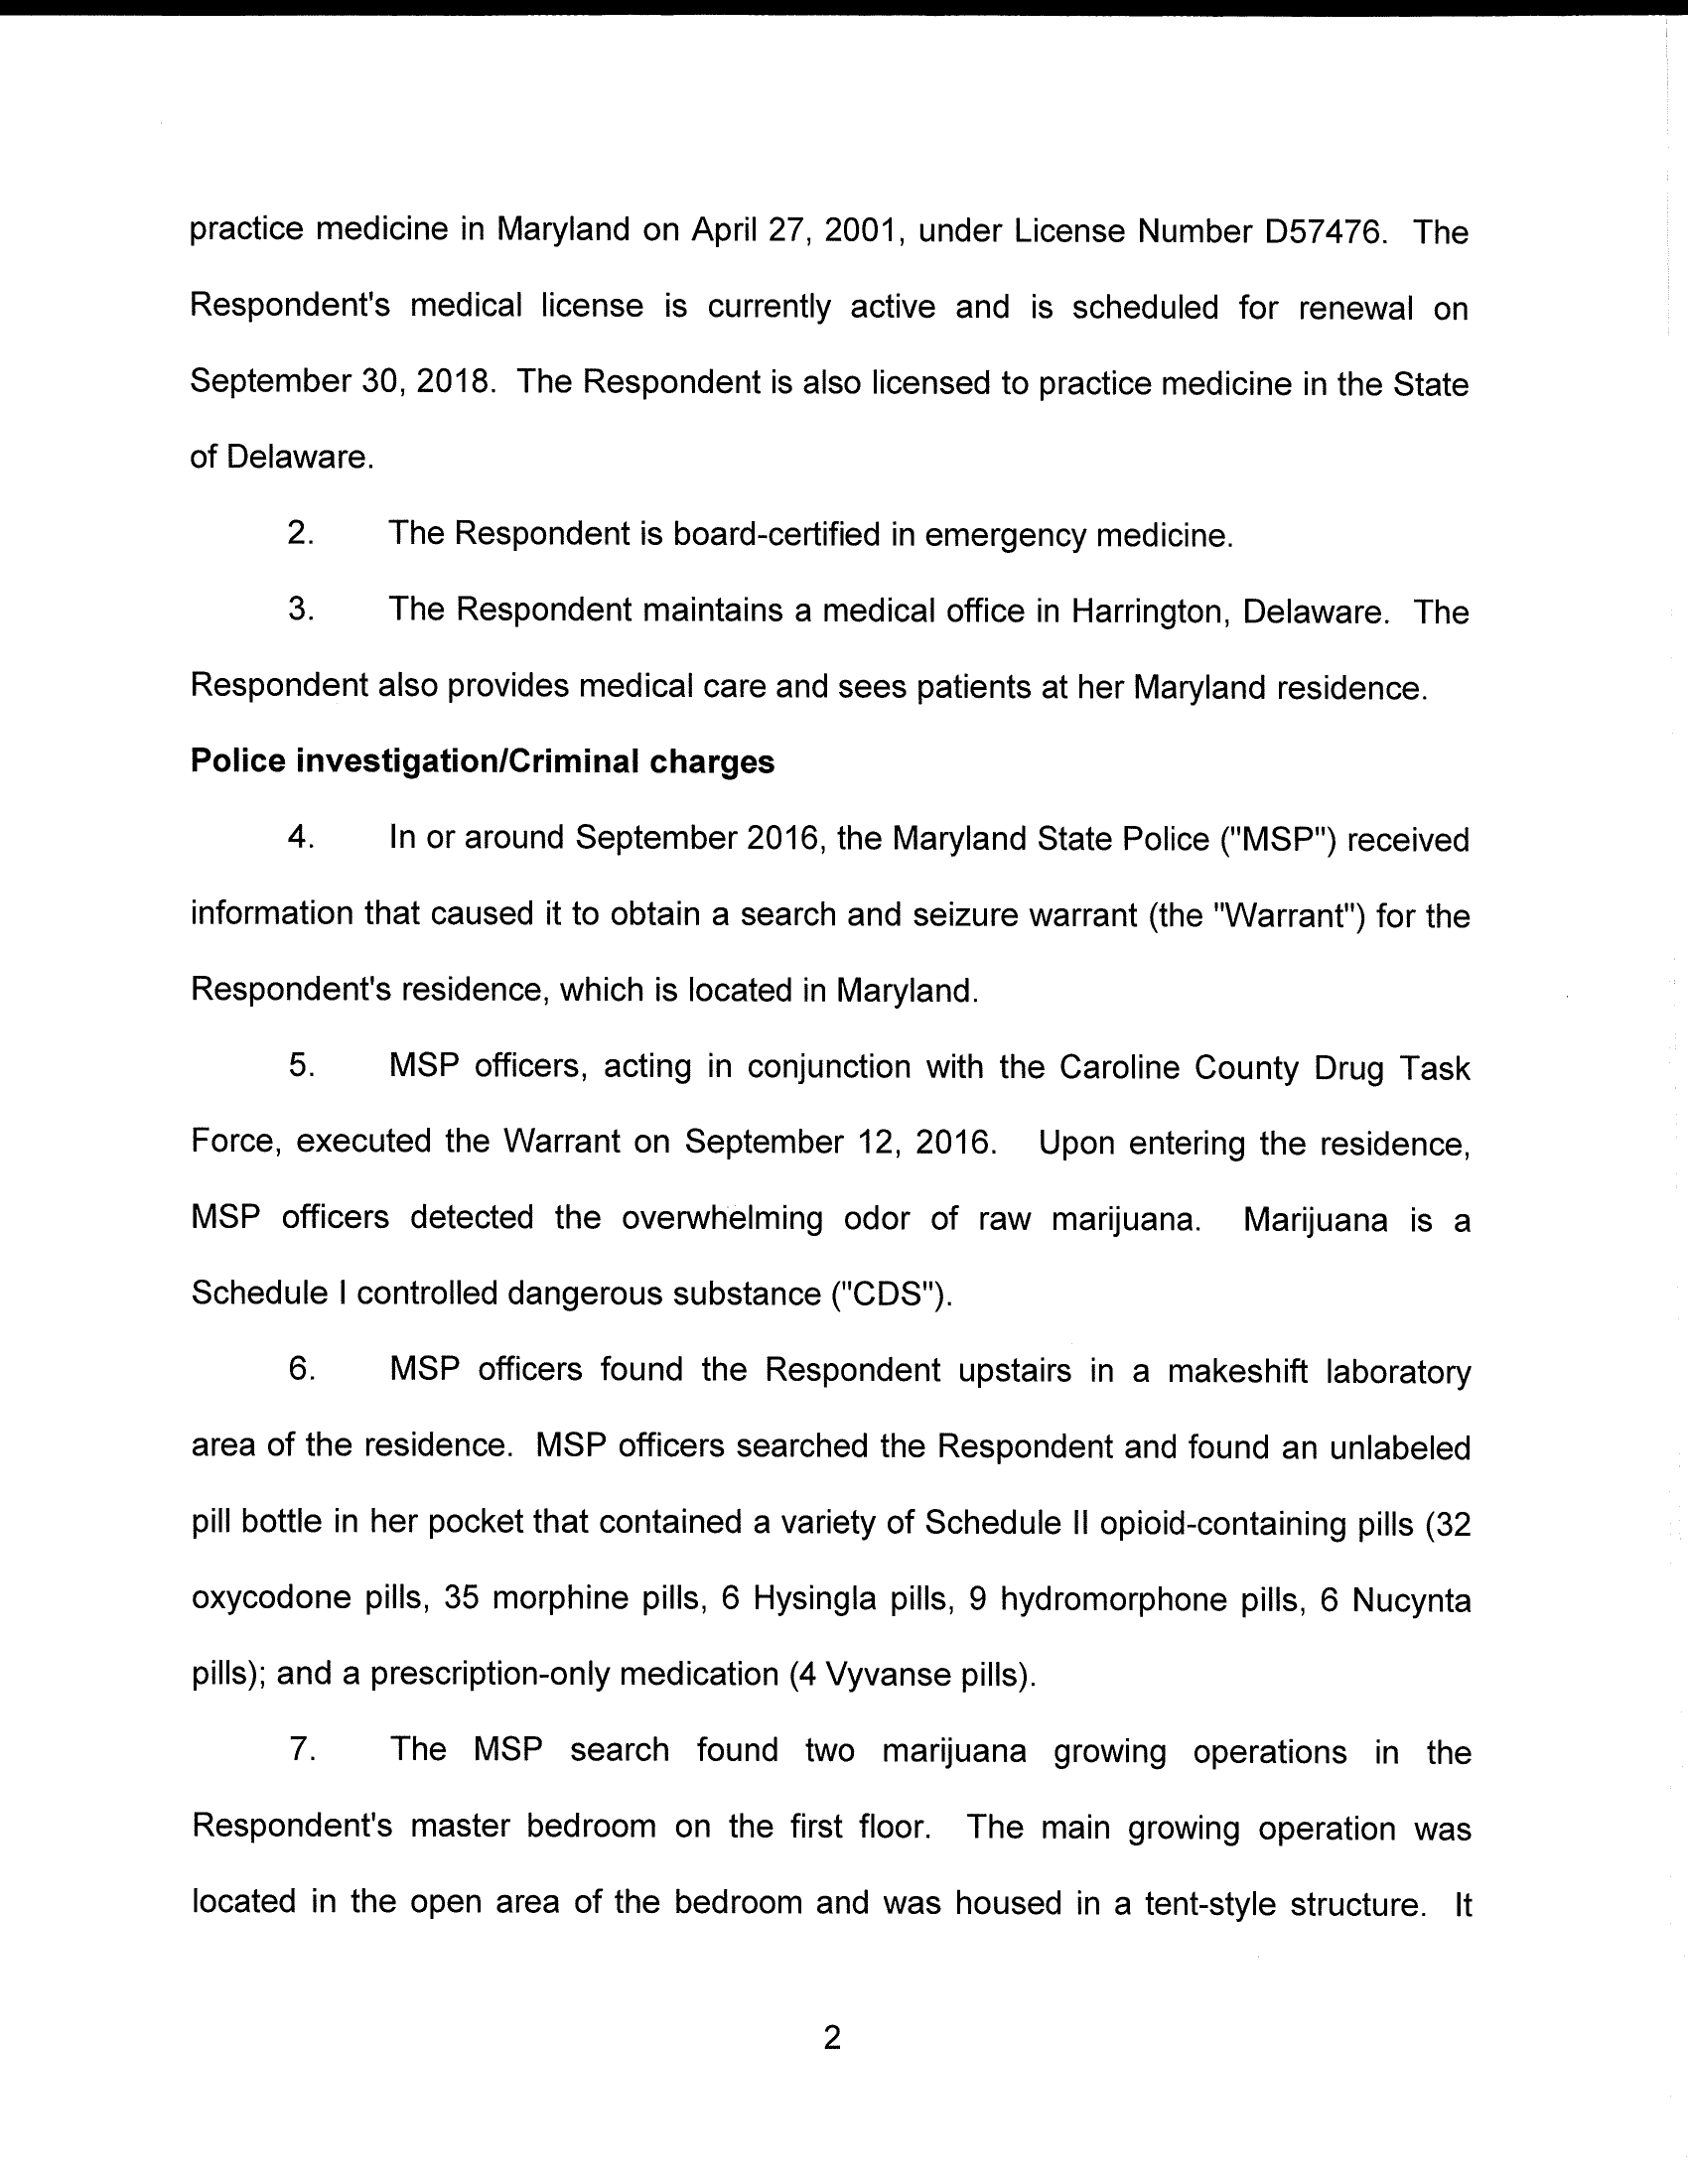 practice medicine in Maryland on April 27, 2001, under License Number D57476. The
Respondent's medical license is currently active and is scheduled for renewal on
September 30, 2018. The Respondent is also licensed to practice medicine in the State
of Delaware.
2. The Respondent is board-certified in emergency medicine.
3. The Respondent maintains a medical office in Harrington, Delaware. The
Respondent also provides medical care and sees patients at her Maryland residence.
Police investigation/Criminal charges
4. In or around September 2016, the Maryland State Police ("MSP") received
information that caused it to obtain a search and seizure warrant (the "Warrant") for the
Respondent's residence, which is located in Maryland.
5. MSP officers, acting in conjunction with the Caroline County Drug Task
Force, executed the Warrant on September 12, 2016. Upon entering the residence,
MSP officers detected the overwhelming odor of raw marijuana. Marijuana is a
Schedule I controlled dangerous substance ("CDS").
6. MSP officers found the Respondent upstairs in a makeshift laboratory
area of the residence. MSP officers searched the Respondent and found an unlabeled
pill bottle in her pocket that contained a variety of Schedule II opioid-containing pills (32
oxycodone pills, 35 morphine pills, 6 Hysingla pills, 9 hydromorphone pills, 6 Nucynta
pills); and a prescription-only medication (4 Vyvanse pills).
7. The MSP search found two marijuana growing operations in the
Respondent's master bedroom on the first floor. The main growing operation was
located in the open area of the bedroom and was housed in a tent-style structure. It
2